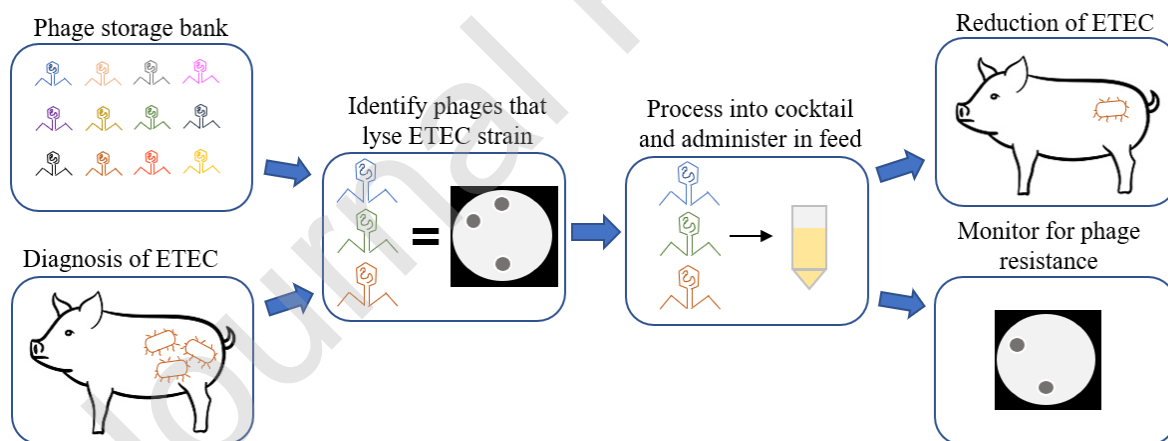 Phage storage bank
Diagnosis of ETEC
Identify phages that
lyse ETEC strain
Process into cocktail
and administer in feed
Reduction of ETEC
Monitor for phage
resistance
Journal